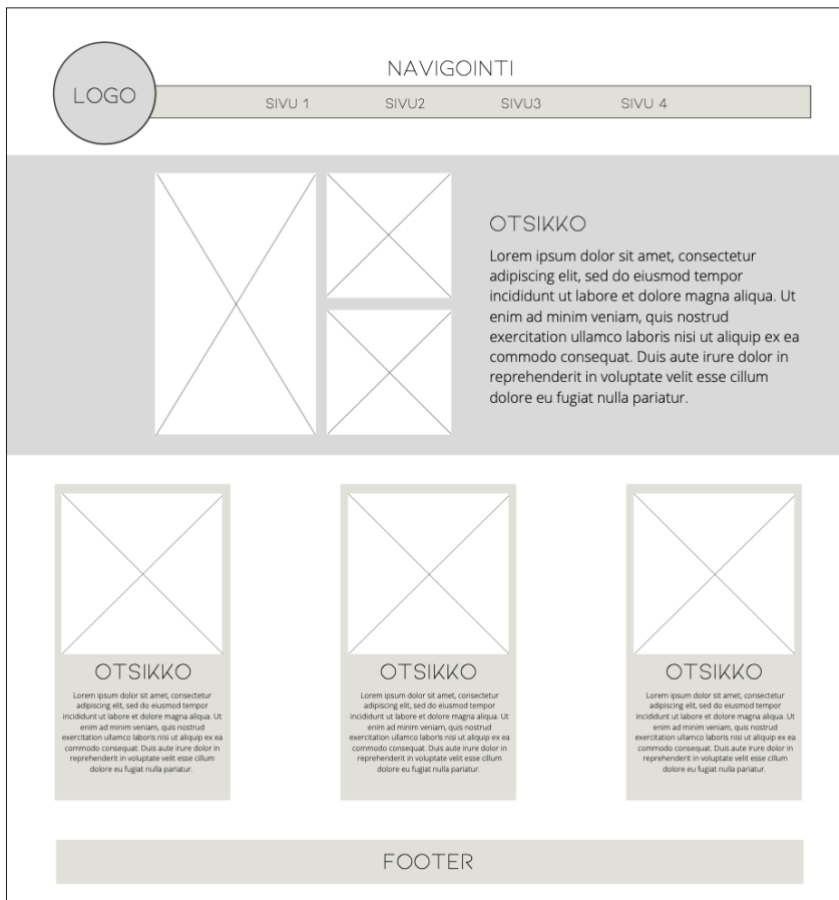 NAVIGOINTI
LOGO
SIVU 1
SIVU2
SIVU3
SIVU 4
OTSIKKO
Lorem ipsum dolor sit amet, consectetur
adipiscing elit, sed do eiusmod tempor
incididunt ut labore et dolore magna aliqua. Ut
enim ad minim veniam, quis nostrud
exercitation ullamco laboris nisi ut aliquip ex ea
commodo consequat. Duis aute irure dolor in
reprehenderit in voluptate velit esse cillum
dolore eu fugiat nulla pariatur.
OTSIKKO
Lorem ipsum dolor sit amet, consectetur
adipiscing elit, sed do eiusmod tempor
incididunt ut labore et dolore magna aliqua. Ut
enim ad minim veniam, quis nostrud
exercitation ullamco laboris nisi ut aliquip ex ea
commodo consequat. Duis aute irure dolor in
reprehenderit in voluptate velit esse cillum
dolore eu fugiat nulla pariatur.
OTSIKKO
Lorem ipsum dolor sit amet, consectetur
adipiscing elit, sed do eiusmod tempor
incididunt ut labore et dolore magna aliqua. Ut
enim ad minim veniam, quis nostrud
exercitation ullamco laboris nisi ut aliquip ex ea
commodo consequat. Duis aute irure dolor in
reprehenderit in voluptate velit esse cillum
dolore eu fugiat nulla pariatur.
OTSIKKO
Lorem ipsum dolor sit amet, consectetur
adipiscing elit, sed do eiusmod tempor
incididunt ut labore et dolore magna aliqua. Ut
enim ad minim veniam, quis nostrud
exercitation ullamco laboris nisi ut aliquip ex ea
commodo consequat. Duis aute irure dolor in
reprehenderit in voluptate velit esse cillum
dolore eu fugiat nulla pariatur.
FOOTER